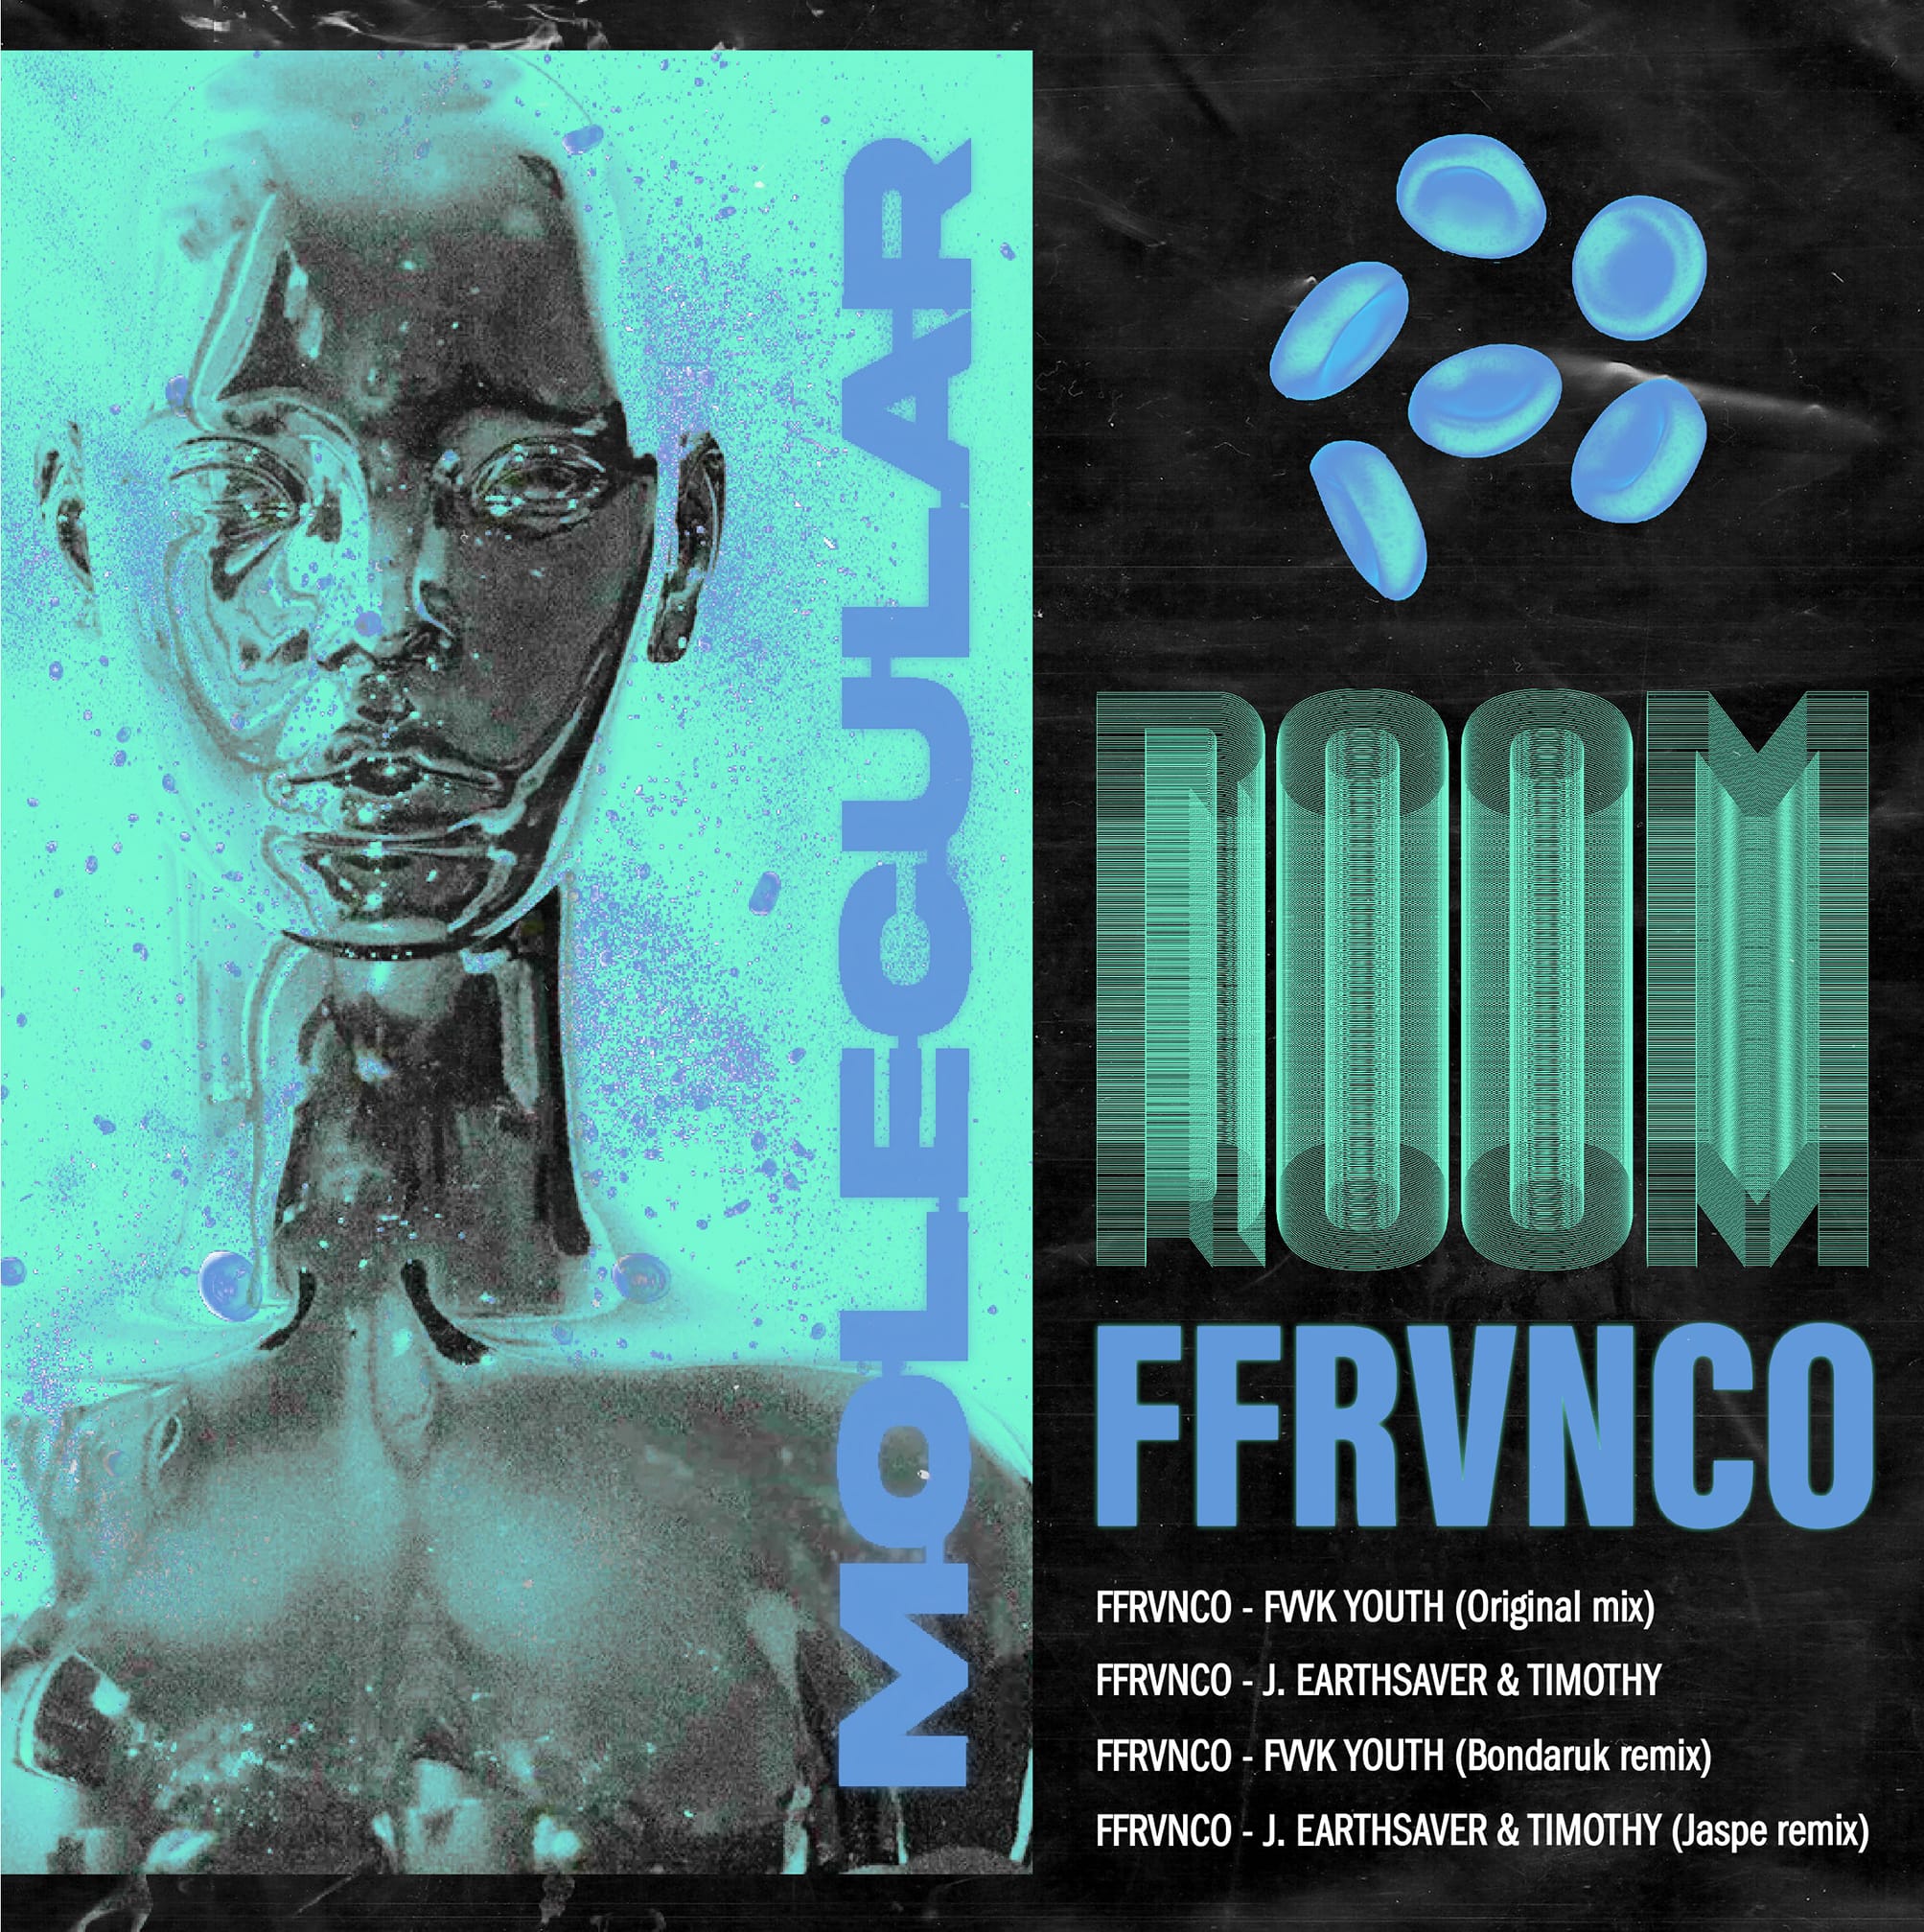 MOLECULAR
ROOM
FFRVNCO
FFRVNCO - FVVK YOUTH (Original mix)
FFRVNCO - J. EARTHSAVER & TIMOTHY
FFRVNCO - FVVK YOUTH (Bondaruk remix)
FFRVNCO - J. EARTHSAVER & TIMOTHY (Jaspe remix)